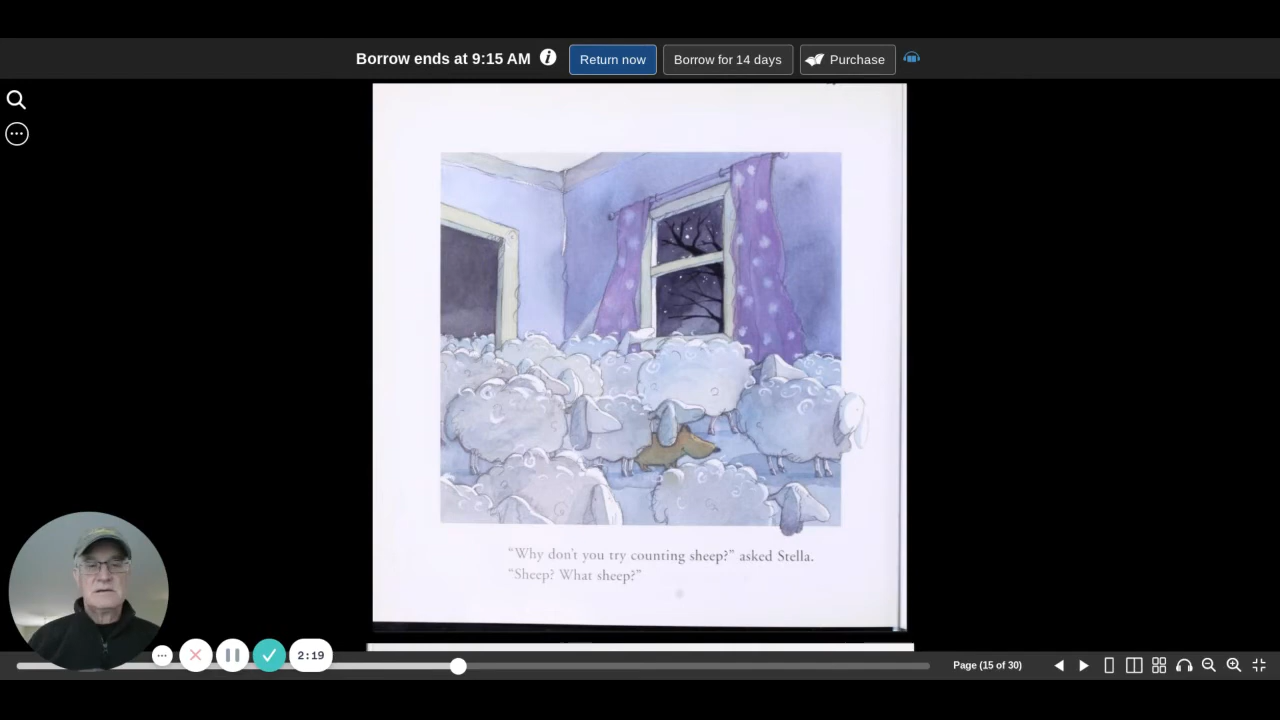 Borrow ends at 9:15 AM
Return now
Borrow for 14 days
Purchase
"Why don't you try counting sheep?" asked Stella.
"Sheep? What sheep?"
2:19
Page (15 of 30)